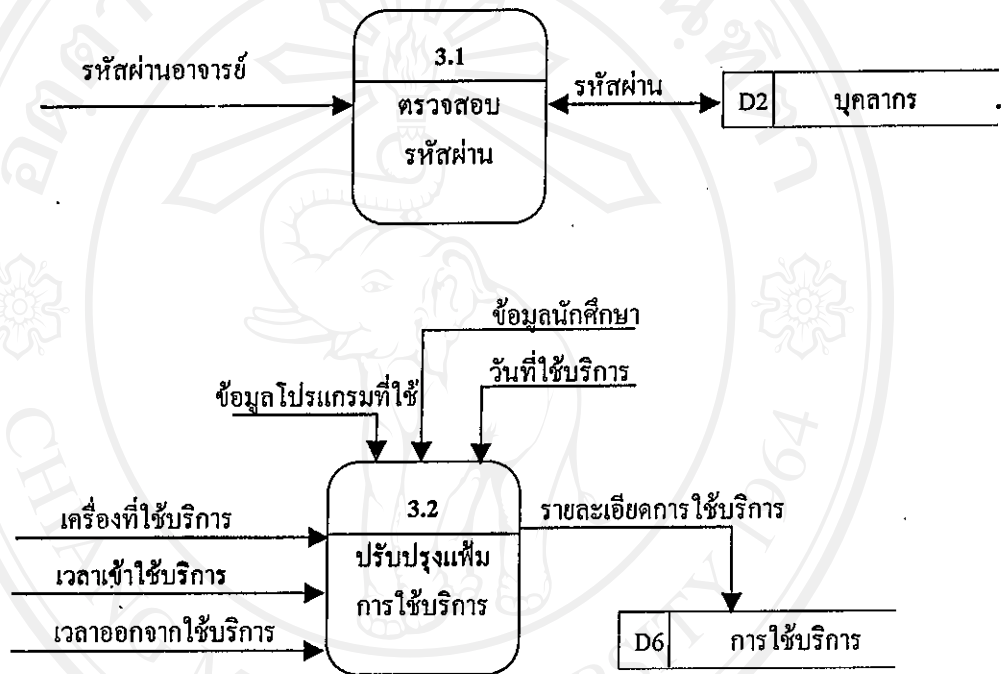 3.1
รหัสผ่านอาจารย์
รหัสผ่าน
D2 บุคลากร
ตรวจสอบ
รหัสผ่าน
ข้อมูลนักศึกษา
วันที่ใช้บริการ
ข้อมูลโปรแกรมที่ใช้
3.2
เครื่องที่ใช้บริการ
รายละเอียดการใช้บริการ
ปรับปรุงแฟ้ม
เวลาเข้าใช้บริการ
การใช้บริการ
เวลาออกจากใช้บริการ
D6 การใช้บริการ